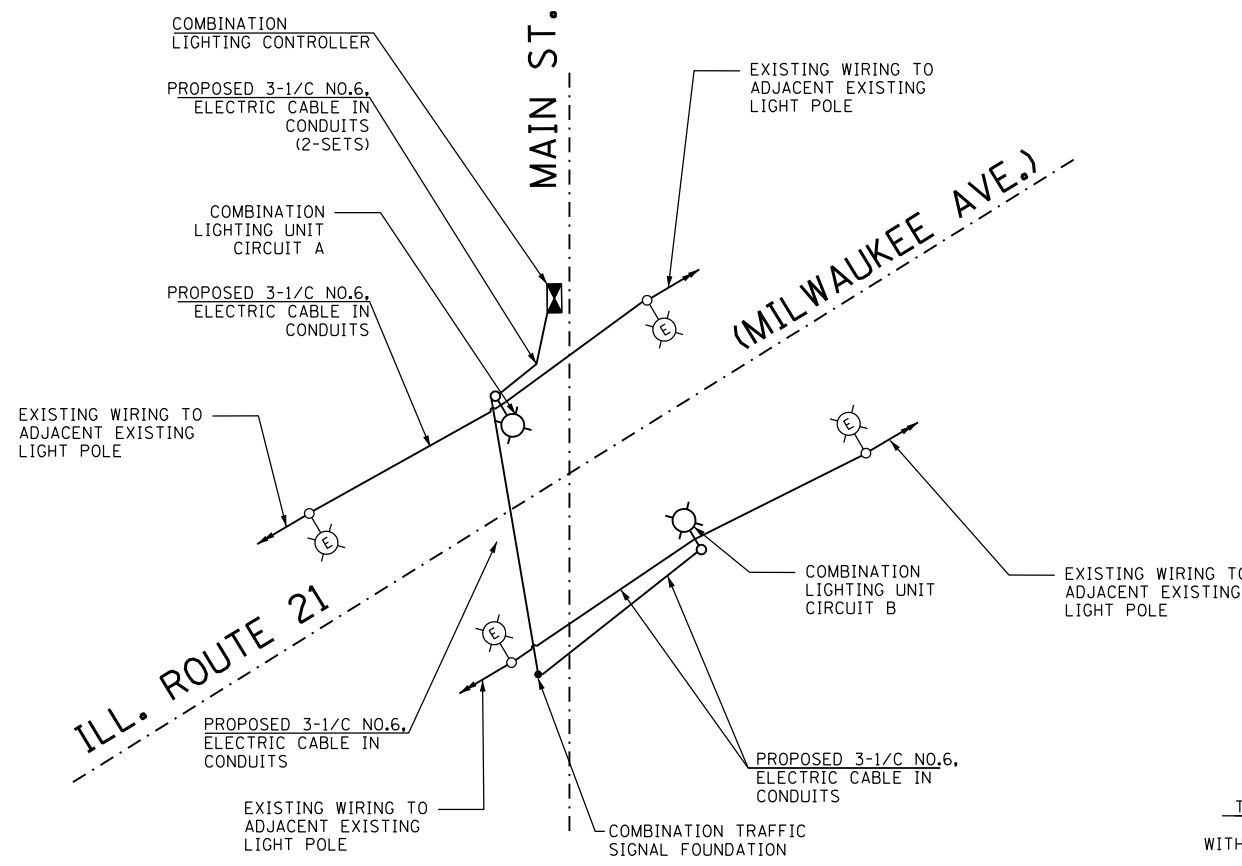 COMBINATION
LIGHTING CONTROLLER
MAIN ST.
PROPOSED 3-1/C NO.6,
ELECTRIC CABLE IN
CONDUITS
(2-SETS)
EXISTING WIRING TO
ADJACENT EXISTING
LIGHT POLE
COMBINATION
LIGHTING UNIT
CIRCUIT A
(MILWAUKEE AVE.)
PROPOSED 3-1/C NO.6,
ELECTRIC CABLE IN
CONDUITS
E
EXISTING WIRING TO
ADJACENT EXISTING
LIGHT POLE
E
E
COMBINATION
LIGHTING UNIT
CIRCUIT B
EXISTING WIRING TO
ADJACENT EXISTING
LIGHT POLE
E
ILL. ROUTE 21
PROPOSED 3-1/C NO.6,
ELECTRIC CABLE IN
CONDUITS
PROPOSED 3-1/C NO.6,
ELECTRIC CABLE IN
CONDUITS
EXISTING WIRING TO
ADJACENT EXISTING
LIGHT POLE
COMBINATION TRAFFIC
SIGNAL FOUNDATION
WITH